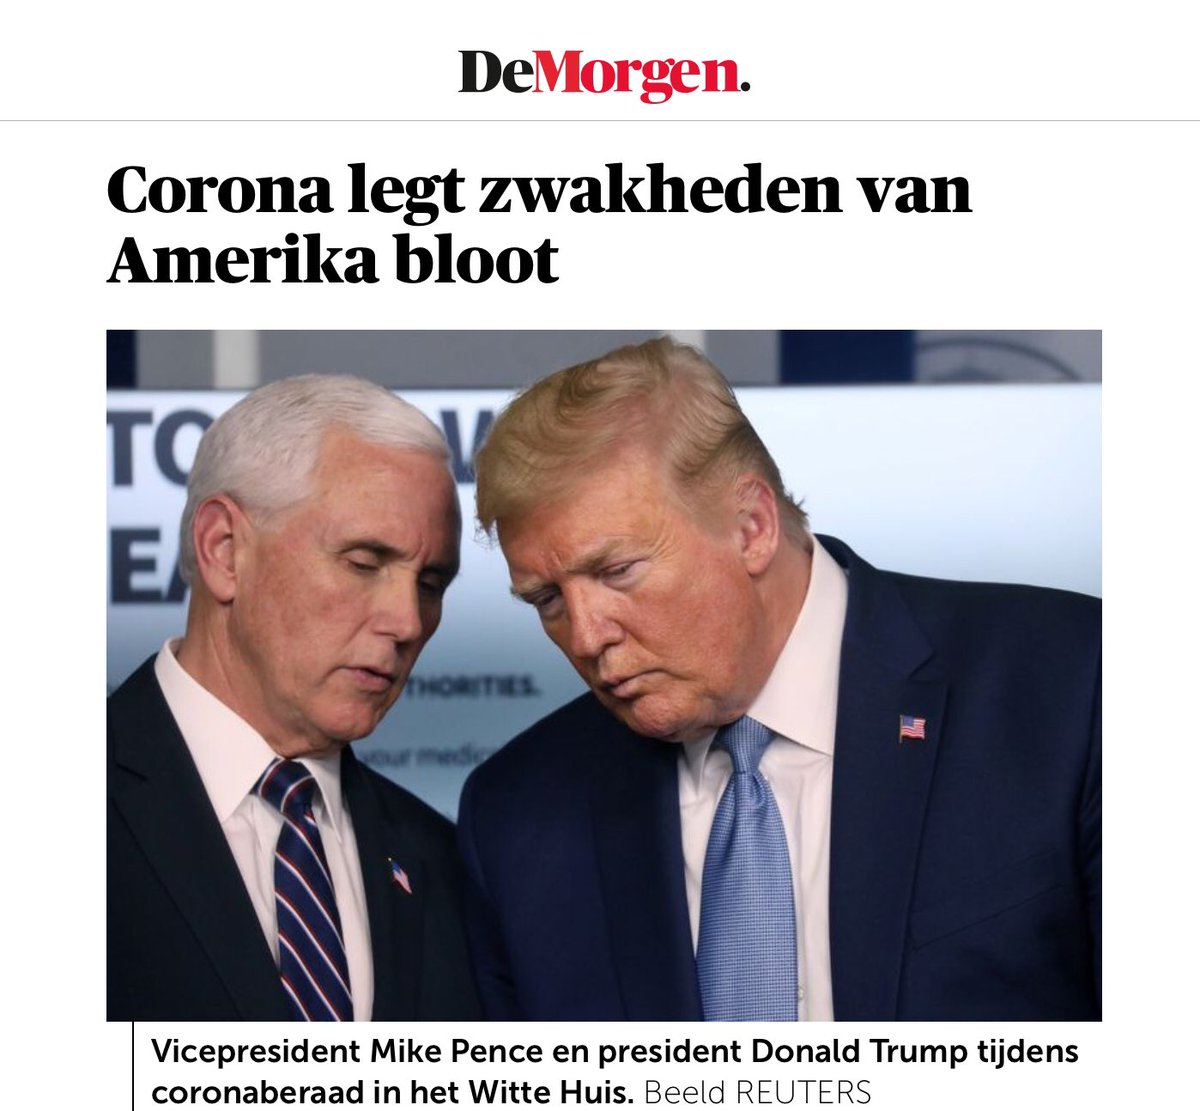 DeMorgen.
Corona legt zwakheden van
Amerika bloot
TO
W
EA
THORITIES.
your medic
Vicepresident Mike Pence en president Donald Trump tijdens
coronaberaad in het Witte Huis. Beeld REUTERS